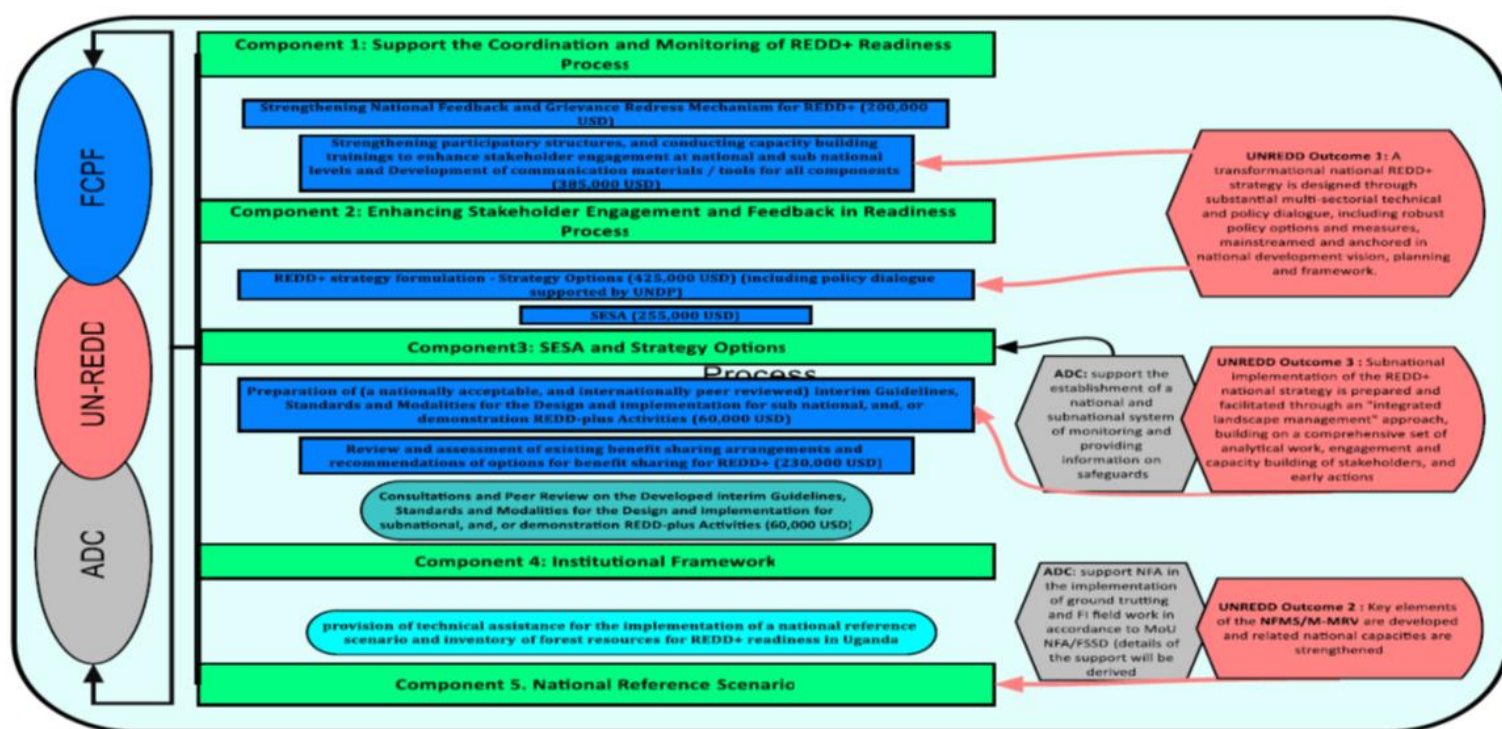 FCPF
UN-REDD
ADC
Component 1: Support the Coordination and Monitoring of REDD+ Readiness
Process
Strengthening National Feedback and Grievance Redress Mechanism for REDD+ (200,000
USD)
Strengthening participatory structures, and conducting capacity building
trainings to enhance stakeholder engagement at national and sub national
levels and Development of communication materials / tools for all components
(385,000 USD)
Component 2: Enhancing Stakeholder Engagement and Feedback in Readiness
Process
REDD+ strategy formulation - Strategy Options (425,000 USD) (including policy dialogue
supported by UNDP)
SESA (255,000 USD)
Component3: SESA and Strategy Options
Process
Preparation of (a nationally acceptable, and internationally peer reviewed) interim Guidelines,
Standards and Modalities for the Design and implementation for sub national, and, or
demonstration REDD-plus Activities (60,000 USD)
Review and assessment of existing benefit sharing arrangements and
recommendations of options for benefit sharing for REDD+ (230,000 USD)
Consultations and Peer Review on the Developed interim Guidelines,
Standards and Modalities for the Design and implementation for
subnational, and, or demonstration REDD-plus Activities (60,000 USD)
Component 4: Institutional Framework
provision of technical assistance for the implementation of a national reference
scenario and inventory of forest resources for REDD+ readiness in Uganda
Component 5. National Reference Scenario
UNREDD Outcome 1: A
transformational national REDD+
strategy is designed through
substantial multi-sectorial technical
and policy dialogue, including robust
policy options and measures,
mainstreamed and anchored in
national development vision, planning
and framework.
ADC: support the
establishment of a
national and
subnational system
of monitoring and
providing
information on
safeguards
UNREDD Outcome 3 : Subnational
implementation of the REDD+
national strategy is prepared and
facilitated through an "integrated
landscape management" approach,
building on a comprehensive set of
analytical work, engagement and
capacity building of stakeholders, and
early actions
ADC: support NFA in
the implementation
of ground trutting
and FI field work in
accordance to MoU
NFA/FSSD (details of
the support will be
derived
UNREDD Outcome 2 : Key elements
of the NFMS/M-MRV are developed
and related national capacities are
strengthened